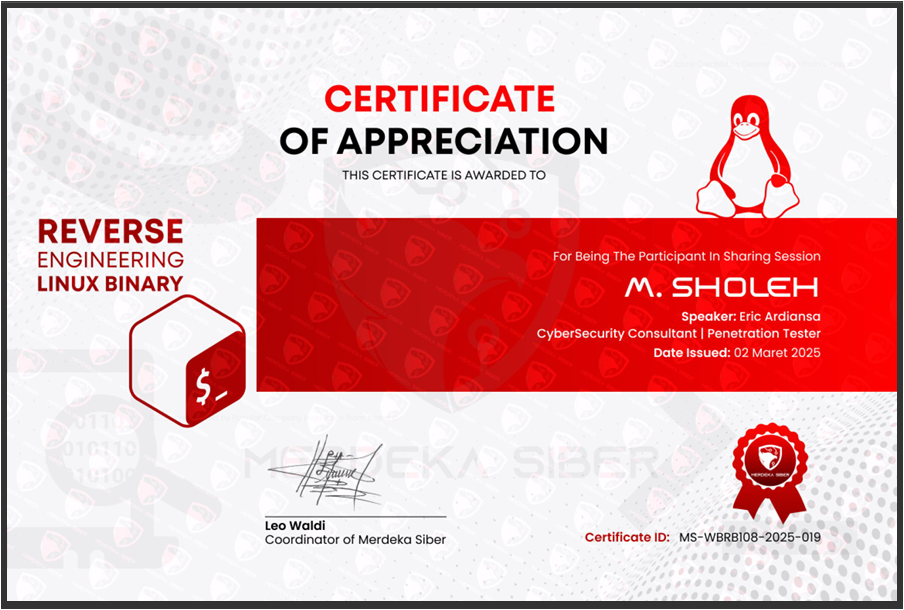 CERTIFICATE
OF APPRECIATION
THIS CERTIFICATE IS AWARDED TO
REVERSE
ENGINEERING
LINUX BINARY
$_
For Being The Participant In Sharing Session
M. SHOLEH
Speaker: Eric Ardiansa
CyberSecurity Consultant | Penetration Tester
Date Issued: 02 Maret 2025
MERDEKA SIBER
MERDEKA SIBER
Leo Waldi
Coordinator of Merdeka Siber
Certificate ID: MS-WBRB108-2025-019